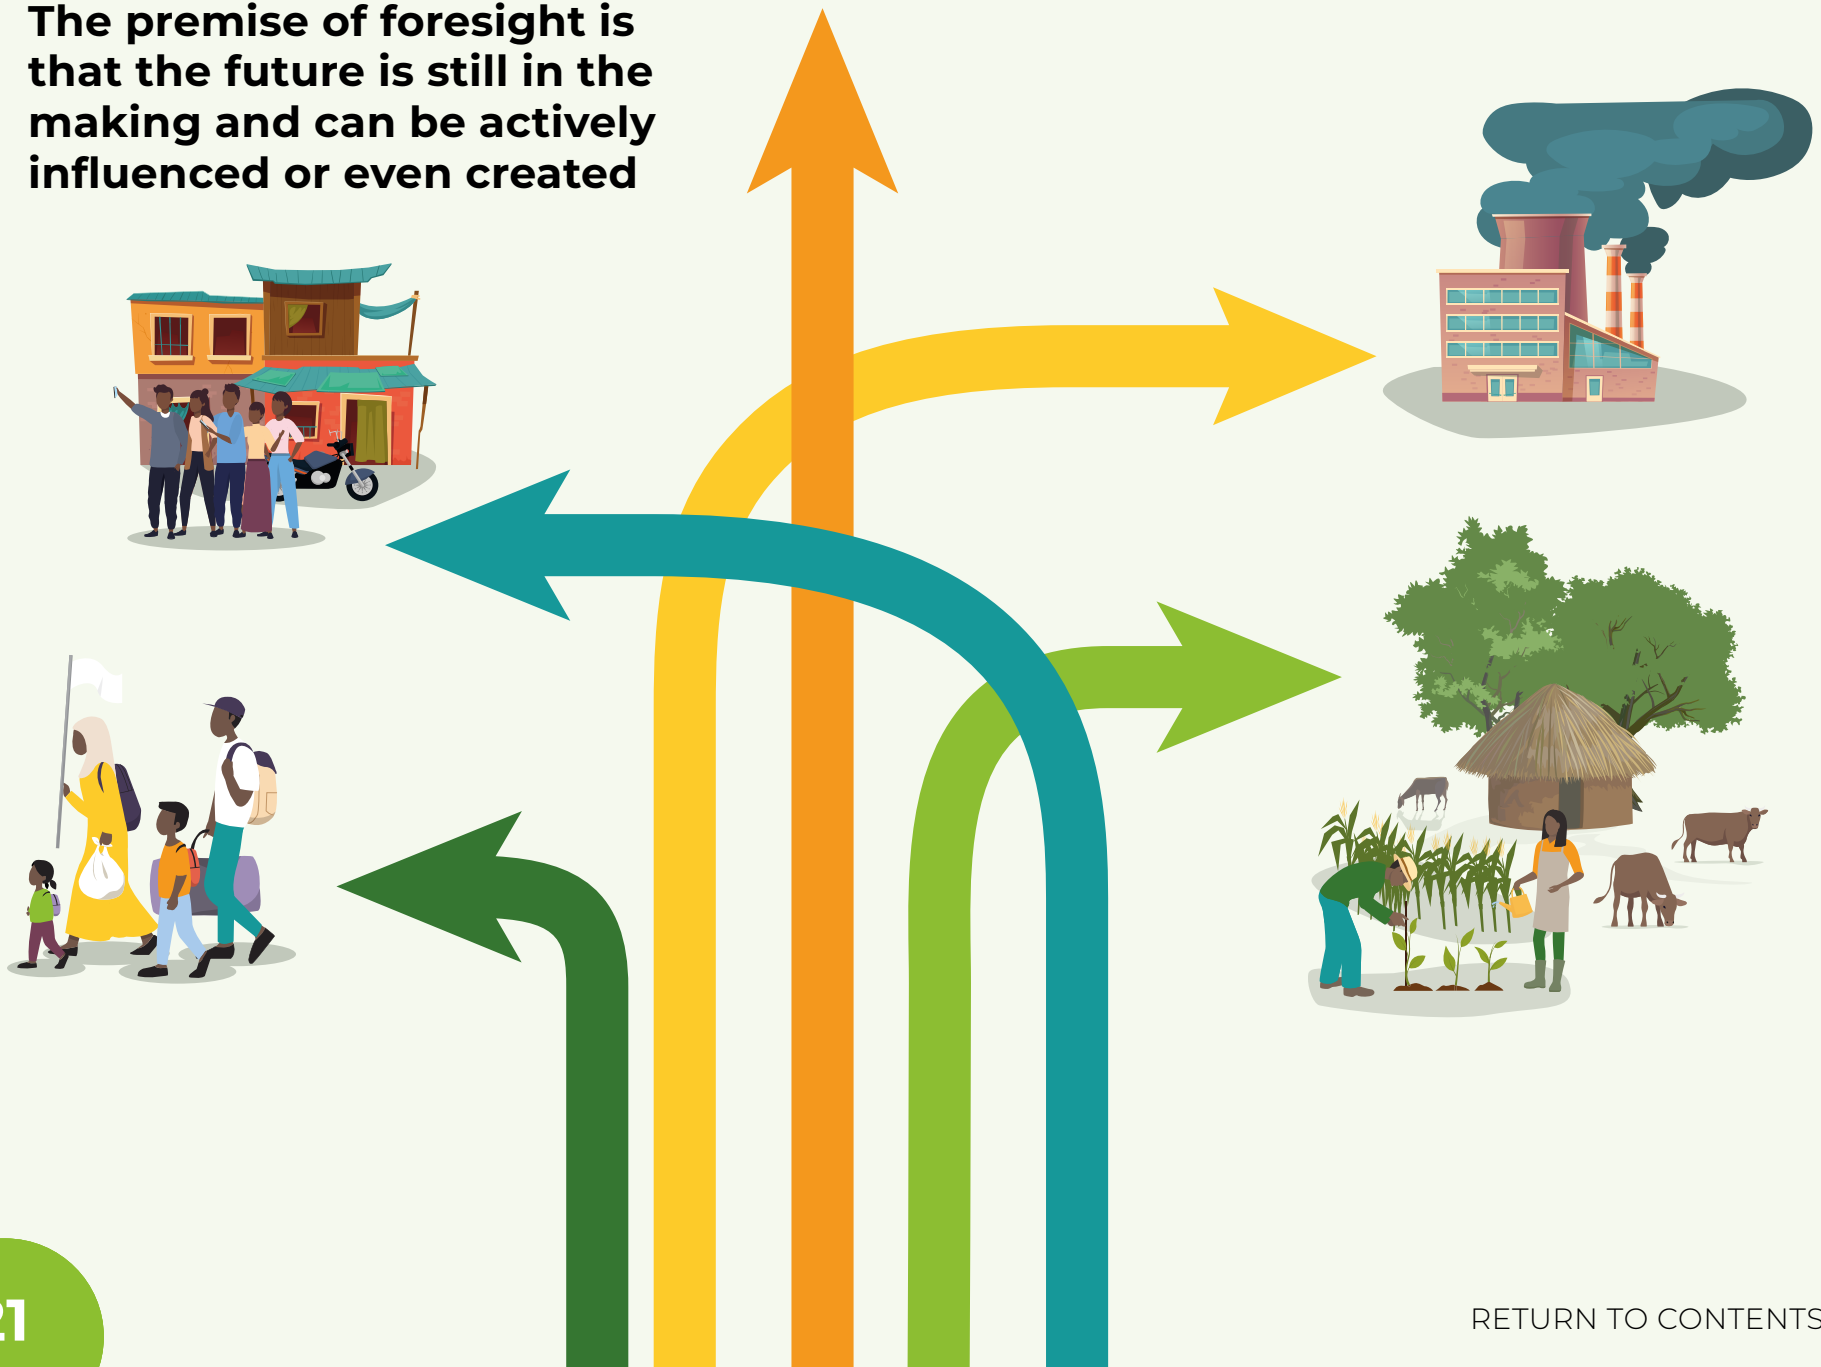 The premise of foresight is
that the future is still in the
making and can be actively
influenced or even created
21
RETURN TO CONTENTS